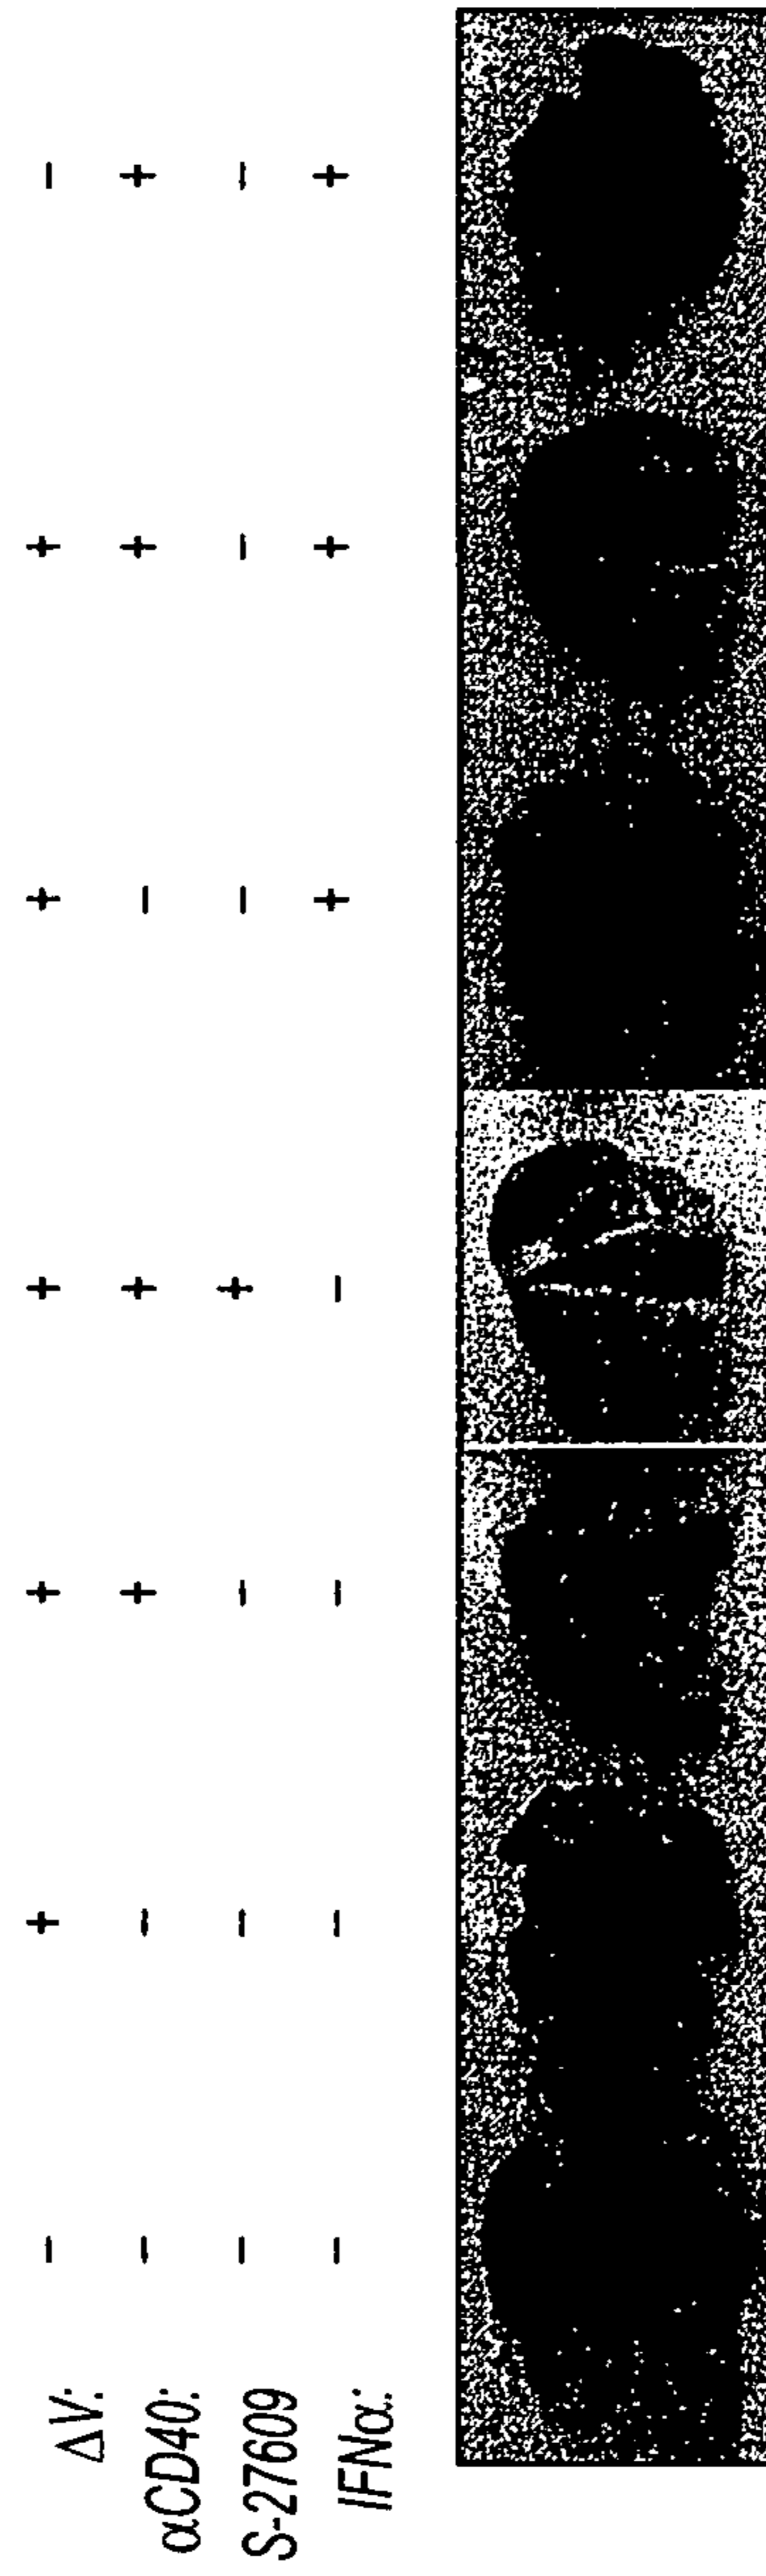 ΔV: − + + + + + −
αCD40: − − + + − + +
S-27609 − − − + − − −
IFNα: − − − − + + +